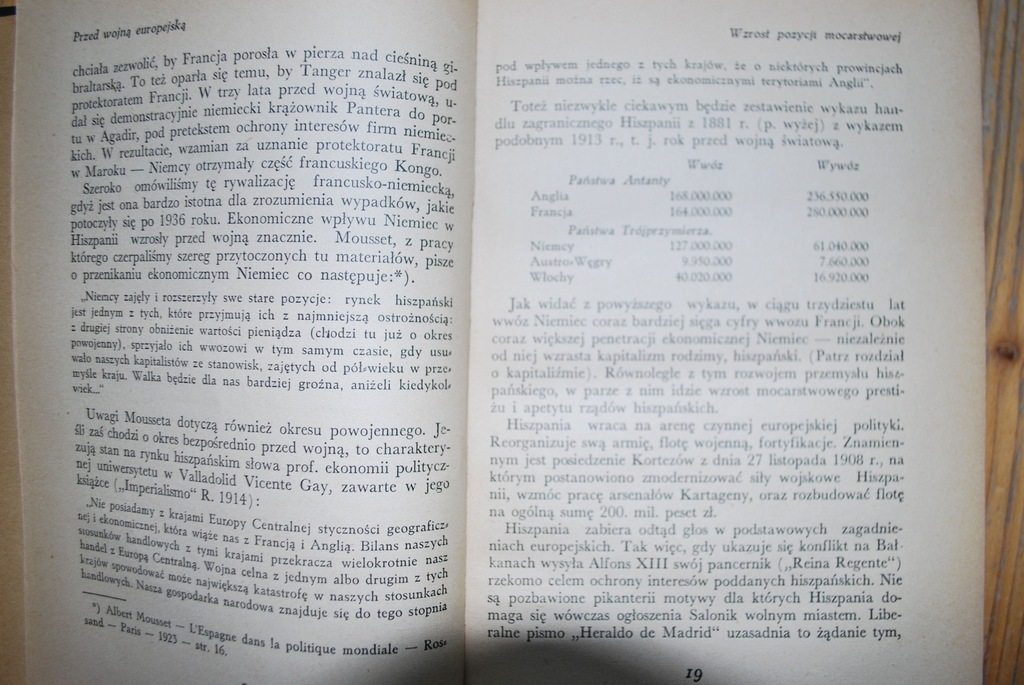 Przed wojną europejską
chciała zezwolić, by Francja porosła w pierza nad cieśniną gi-
braltarską. To też oparła się temu, by Tanger znalazł się pod
protektoratem Francji. W trzy lata przed wojną światową, u-
dał się demonstracyjnie niemiecki krążownik Pantera do por-
tu w Agadir, pod pretekstem ochrony interesów firm niemiec-
kich. W rezultacie, wzamian za uznanie protektoratu Francji
w Maroku — Niemcy otrzymały część francuskiego Kongo.
Szeroko omówiliśmy tę rywalizację francusko-niemiecką,
gdyż jest ona bardzo istotna dla zrozumienia wypadków, jakie
potoczyły się po 1936 roku. Ekonomiczne wpływu Niemiec w
Hiszpanii wzrosły przed wojną znacznie. Mousset, z pracy
którego czerpaliśmy szereg przytoczonych tu materiałów, pisze
o przenikaniu ekonomicznym Niemiec co następuje:*).
„Niemcy zajęły i rozszerzyły swe stare pozycje: rynek hiszpański
jest jednym z tych, które przyjmują ich z najmniejszą ostrożnością:
z drugiej strony obniżenie wartości pieniądza (chłodzi tu już o okres
powojenny), sprzyjało ich wwozowi w tym samym czasie, gdy usu-
wało naszych kapitalistów ze stanowisk, zajętych od pół-wieku w prze-
myśle kraju. Walka będzie dla nas bardziej groźna, aniżeli kiedykol-
wiek..."
Uwagi Mousseta dotyczą również okresu powojennego. Je-
śli zaś chodzi o okres bezpośrednio przed wojną, to charaktery-
zują stan na rynku hiszpańskim słowa prof. ekonomii politycz-
nej uniwersytetu w Valladolid Vicente Gay, zawarte w jego
książce („Imperialismo" R. 1914):
„Nie posiadamy z krajami Europy Centralnej styczności geograficz-
nej i ekonomicznej, która wiąże nas z Francją i Anglią. Bilans naszych
stosunków handlowych z tymi krajami przekracza wielokrotnie nasz
handel z Europą Centralną. Wojna celna z jednym albo drugim z tych
krajów spowodować może największą katastrofę w naszych stosunkach
handlowych. Nasza gospodarka narodowa znajduje się do tego stopnia
*) Albert Mousset — L'Espagne dans la politique mondiale — Ros-
sand — Paris — 1923 — str. 16.
Wzrost pozycji mocarstwowej
pod wpływem jednego z tych krajów, że o niektórych prowincjach
Hiszpanii można rzec, iż są ekonomicznymi terytoriami Anglii".
Toteż niezwykle ciekawym będzie zestawienie wykazu han-
dlu zagranicznego Hiszpanii z 1881 r. (p. wyżej) z wykazem
podobnym 1913 r., t. j. rok przed wojną światową.
Wwóz Wywóz
Państwa Antanty
Anglia 168.000.000 236.550.000
Francja 164.000.000 280.000.000
Państwa Trójprzymierza.
Niemcy 127.000.000 61.040.000
Austro-Węgry 9.950.000 7.660.000
Włochy 40.020.000 16.920.000
Jak widać z powyższego wykazu, w ciągu trzydziestu lat
wwóz Niemiec coraz bardziej sięga cyfry wwozu Francji. Obok
coraz większej penetracji ekonomicznej Niemiec — niezależnie
od niej wzrasta kapitalizm rodzimy, hiszpański. (Patrz rozdział
o kapitaliźmie). Równolegle z tym rozwojem przemysłu hisz-
pańskiego, w parze z nim idzie wzrost mocarstwowego presti-
żu i apetytu rządów hiszpańskich.
Hiszpania wraca na arenę czynnej europejskiej polityki.
Reorganizuje swą armię, flotę wojenną, fortyfikacje. Znamien-
nym jest posiedzenie Kortezów z dnia 27 listopada 1908 r., na
którym postanowiono zmodernizować siły wojskowe Hiszpa-
nii, wzmóc pracę arsenałów Kartageny, oraz rozbudować flotę
na ogólną sumę 200. mil. peset zł.
Hiszpania zabiera odtąd głos w podstawowych zagadnie-
niach europejskich. Tak więc, gdy ukazuje się konflikt na Bał-
kanach wysyła Alfons XIII swój pancernik („Reina Regente")
rzekomo celem ochrony interesów poddanych hiszpańskich. Nie
są pozbawione pikanterii motywy dla których Hiszpania do-
maga się wówczas ogłoszenia Salonik wolnym miastem. Libe-
ralne pismo „Heraldo de Madrid" uzasadnia to żądanie tym,
19